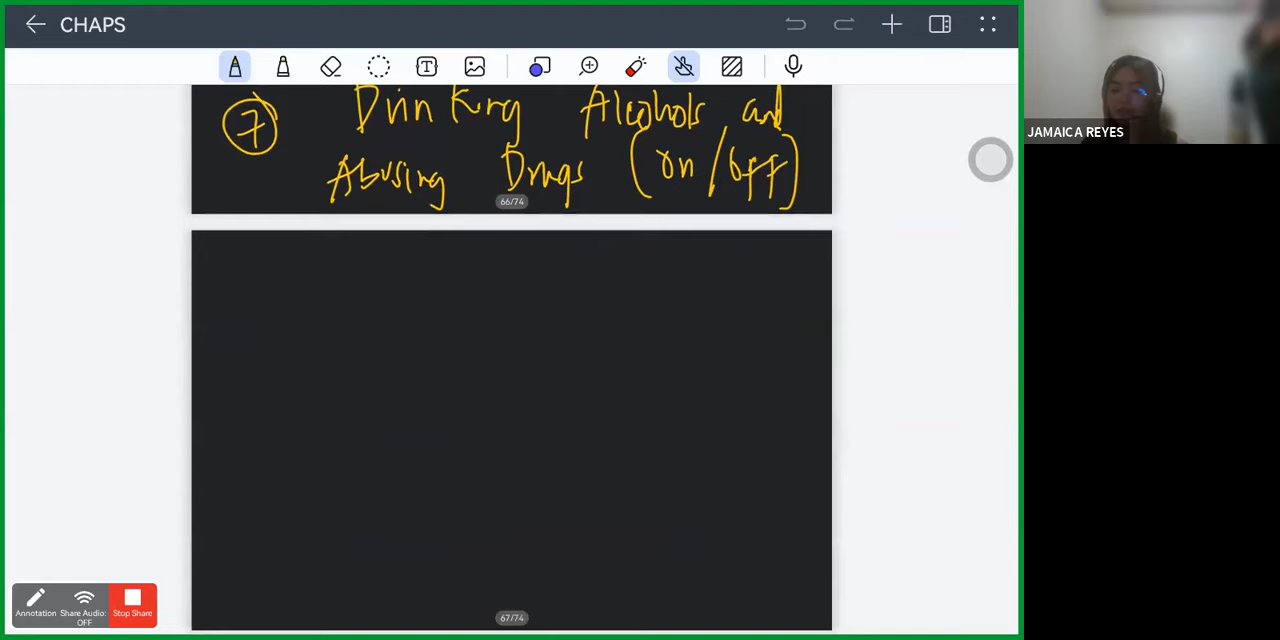 CHAPS
JAMAICA REYES
7 Drinking Alcohols and
Abusing Drugs (on/off)
66/74
67/74
Annotation
Share Audio: OFF
Stop Share